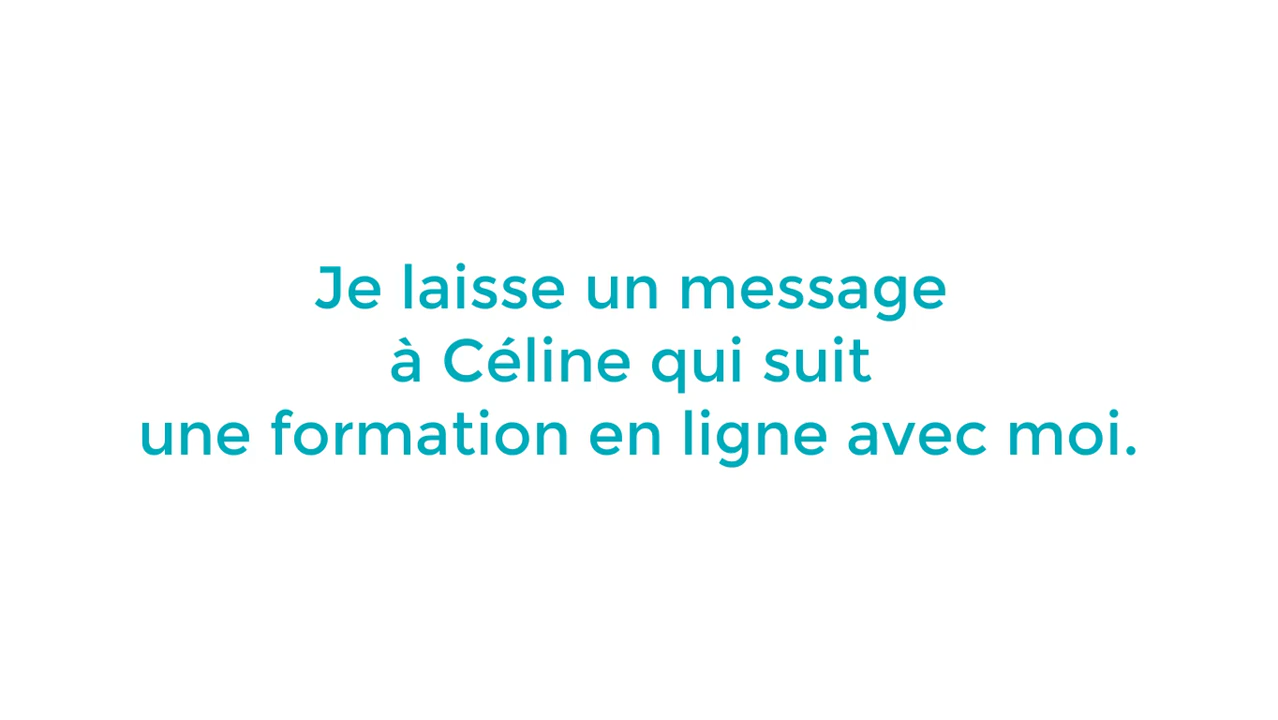 Je laisse un message
à Céline qui suit
une formation en ligne avec moi.